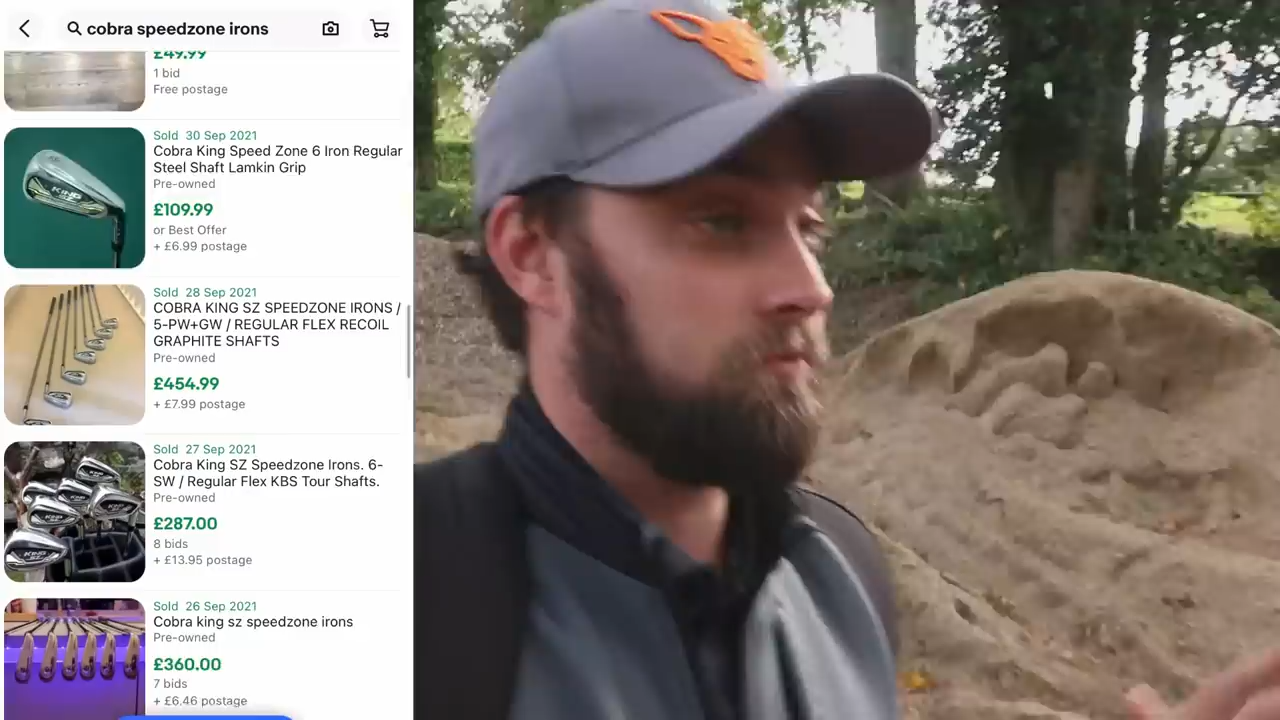 cobra speedzone irons
£49.99
1 bid
Free postage
Sold 30 Sep 2021
Cobra King Speed Zone 6 Iron Regular
Steel Shaft Lamkin Grip
Pre-owned
£109.99
or Best Offer
+ £6.99 postage
Sold 28 Sep 2021
COBRA KING SZ SPEEDZONE IRONS /
5-PW+GW / REGULAR FLEX RECOIL
GRAPHITE SHAFTS
Pre-owned
£454.99
+ £7.99 postage
Sold 27 Sep 2021
Cobra King SZ Speedzone Irons. 6-
SW / Regular Flex KBS Tour Shafts.
Pre-owned
£287.00
8 bids
+ £13.95 postage
Sold 26 Sep 2021
Cobra king sz speedzone irons
Pre-owned
£360.00
7 bids
+ £6.46 postage
KING
KING